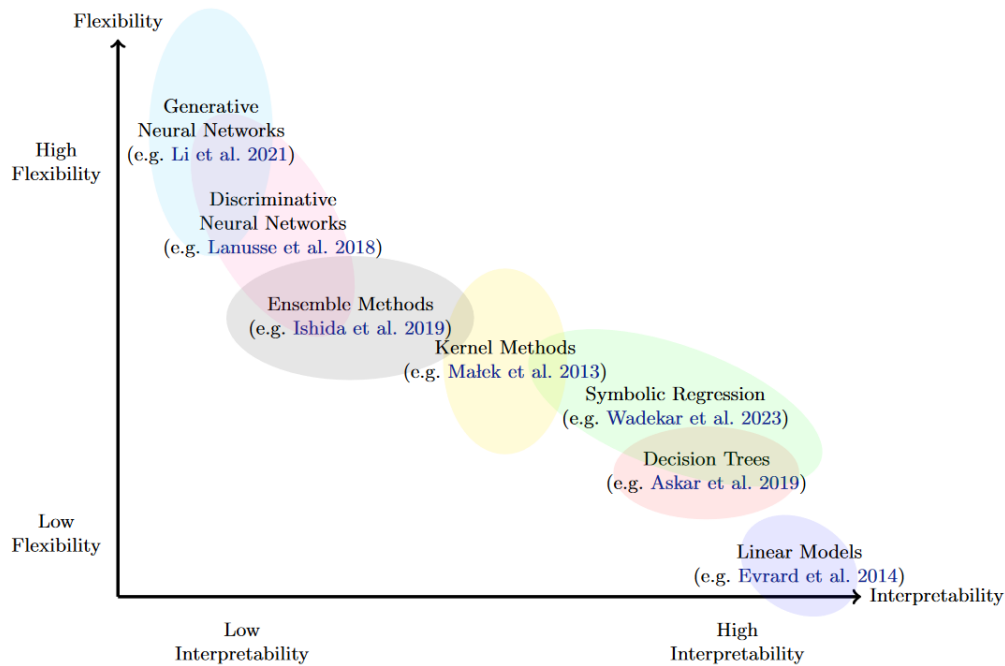 Flexibility
Generative
Neural Networks
(e.g. Li et al. 2021)
High
Flexibility
Discriminative
Neural Networks
(e.g. Lanusse et al. 2018)
Ensemble Methods
(e.g. Ishida et al. 2019)
Kernel Methods
(e.g. Małek et al. 2013)
Symbolic Regression
(e.g. Wadekar et al. 2023)
Decision Trees
(e.g. Askar et al. 2019)
Low
Flexibility
Linear Models
(e.g. Evrard et al. 2014)
Interpretability
Low
Interpretability
High
Interpretability